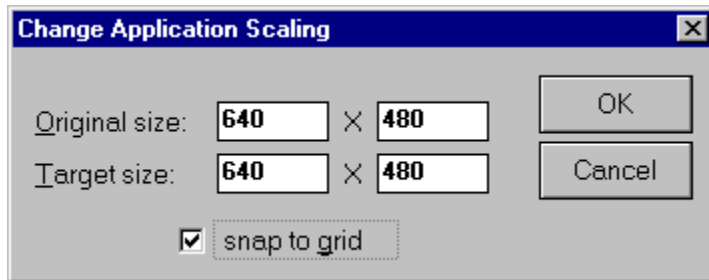 Change Application Scaling
Original size: 640 X 480
OK
Target size: 640 X 480
Cancel
snap to grid